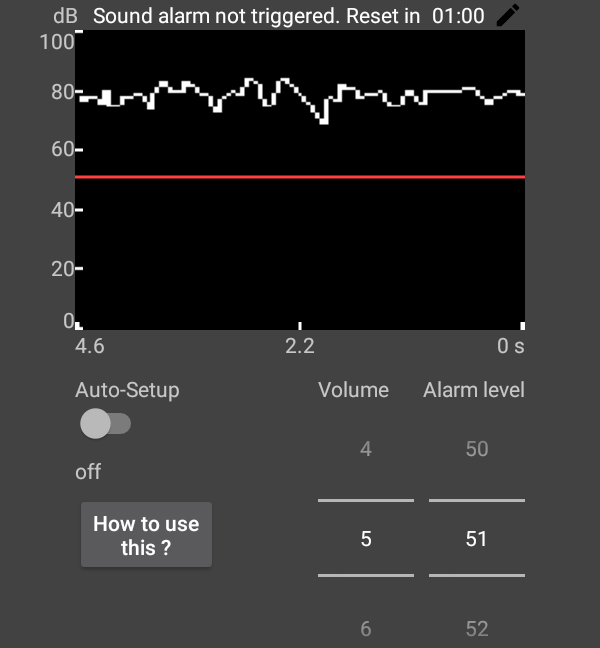 dB Sound alarm not triggered. Reset in 01:00
100
80
60
40
20
0
4.6 2.2 0 s
Auto-Setup Volume Alarm level
4 50
off
How to use
this ?
5 51
6 52